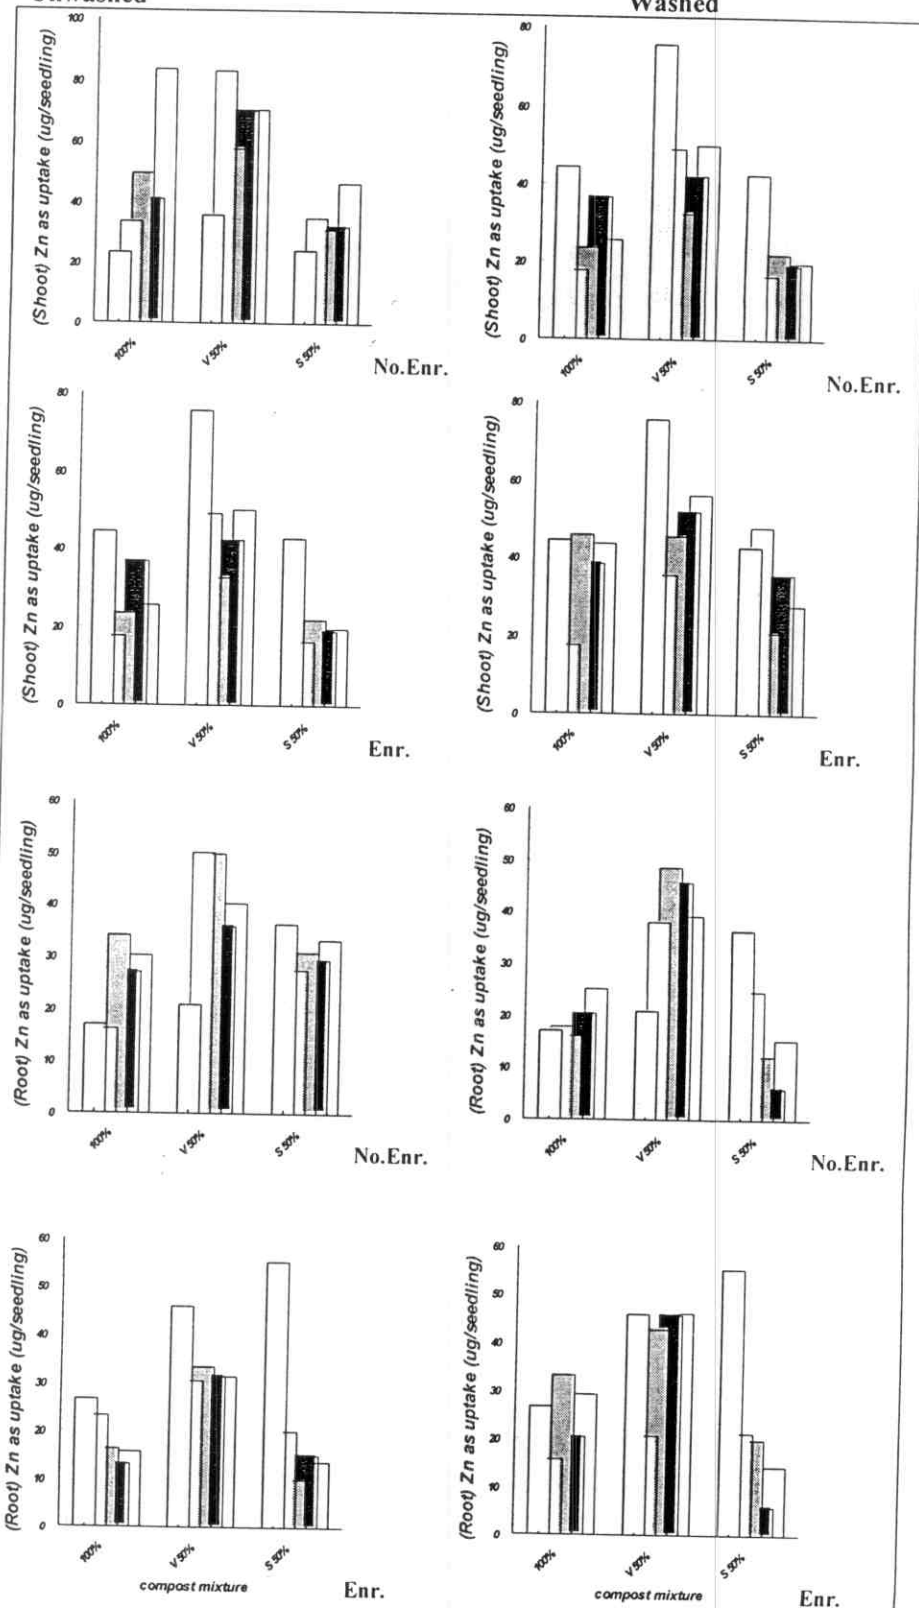 Unwashed Washed
(Shoot) Zn as uptake (ug/seedling)
100
80
60
40
20
0
100%
V 50%
S 50%
No.Enr.
(Shoot) Zn as uptake (ug/seedling)
80
60
40
20
0
100%
V 50%
S 50%
No.Enr.
(Shoot) Zn as uptake (ug/seedling)
80
60
40
20
0
100%
V 50%
S 50%
Enr.
(Shoot) Zn as uptake (ug/seedling)
80
60
40
20
0
100%
V 50%
S 50%
Enr.
(Root) Zn as uptake (ug/seedling)
60
50
40
30
20
10
0
100%
V 50%
S 50%
No.Enr.
(Root) Zn as uptake (ug/seedling)
60
50
40
30
20
10
0
100%
V 50%
S 50%
No.Enr.
(Root) Zn as uptake (ug/seedling)
60
50
40
30
20
10
0
100%
V 50%
S 50%
compost mixture
Enr.
(Root) Zn as uptake (ug/seedling)
60
50
40
30
20
10
0
100%
V 50%
S 50%
compost mixture
Enr.